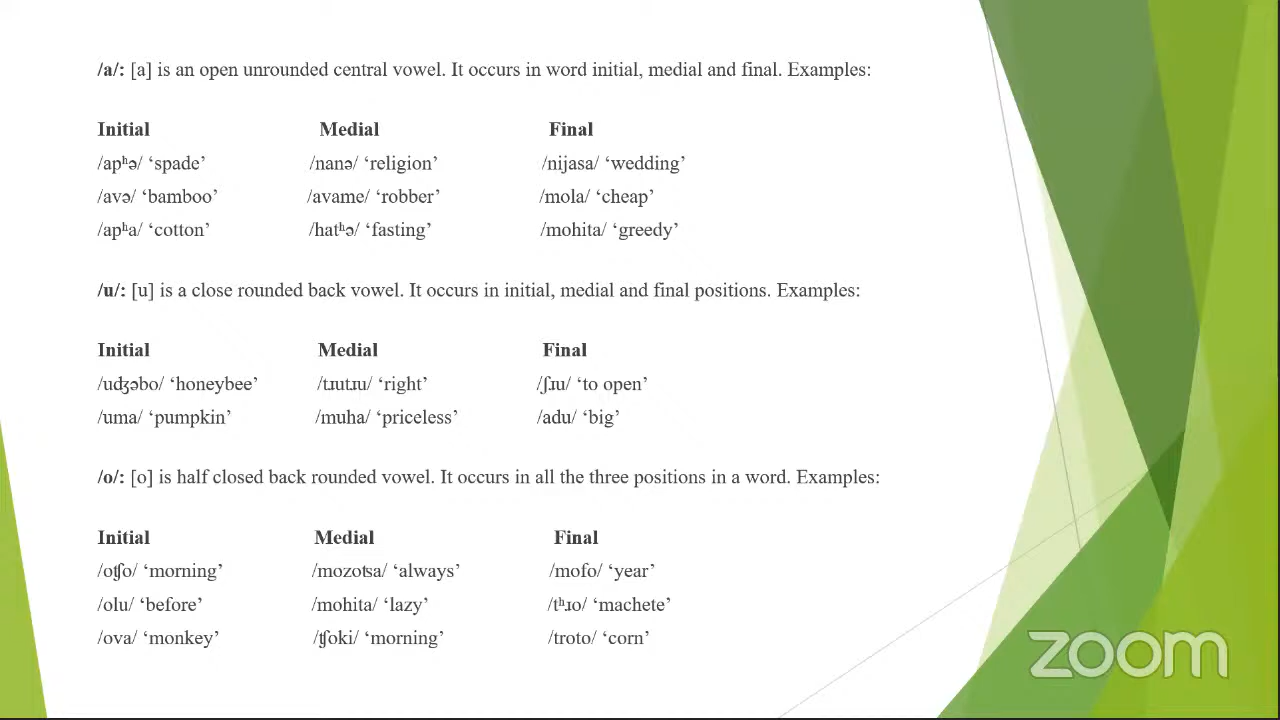 /a/: [a] is an open unrounded central vowel. It occurs in word initial, medial and final. Examples:
Initial Medial Final
/apʰə/ ‘spade’ /nanə/ ‘religion’ /nijasa/ ‘wedding’
/avə/ ‘bamboo’ /avame/ ‘robber’ /mola/ ‘cheap’
/apʰa/ ‘cotton’ /hatʰə/ ‘fasting’ /mohita/ ‘greedy’
/u/: [u] is a close rounded back vowel. It occurs in initial, medial and final positions. Examples:
Initial Medial Final
/uʤəbo/ ‘honeybee’ /tɹutɹu/ ‘right’ /ʃɹu/ ‘to open’
/uma/ ‘pumpkin’ /muha/ ‘priceless’ /adu/ ‘big’
/o/: [o] is half closed back rounded vowel. It occurs in all the three positions in a word. Examples:
Initial Medial Final
/oʧo/ ‘morning’ /mozoʦa/ ‘always’ /mofo/ ‘year’
/olu/ ‘before’ /mohita/ ‘lazy’ /tʰɹo/ ‘machete’
/ova/ ‘monkey’ /ʧoki/ ‘morning’ /troto/ ‘corn’
zoom